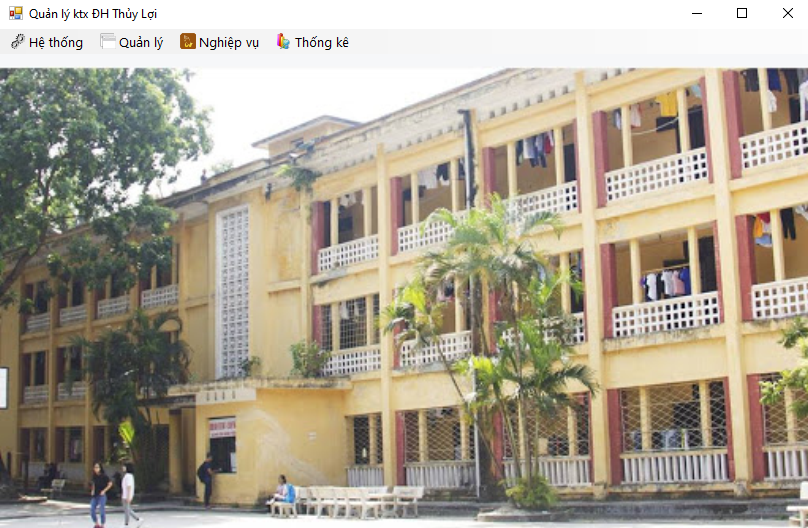 Quản lý ktx ĐH Thủy Lợi
Hệ thống Quản lý Nghiệp vụ Thống kê